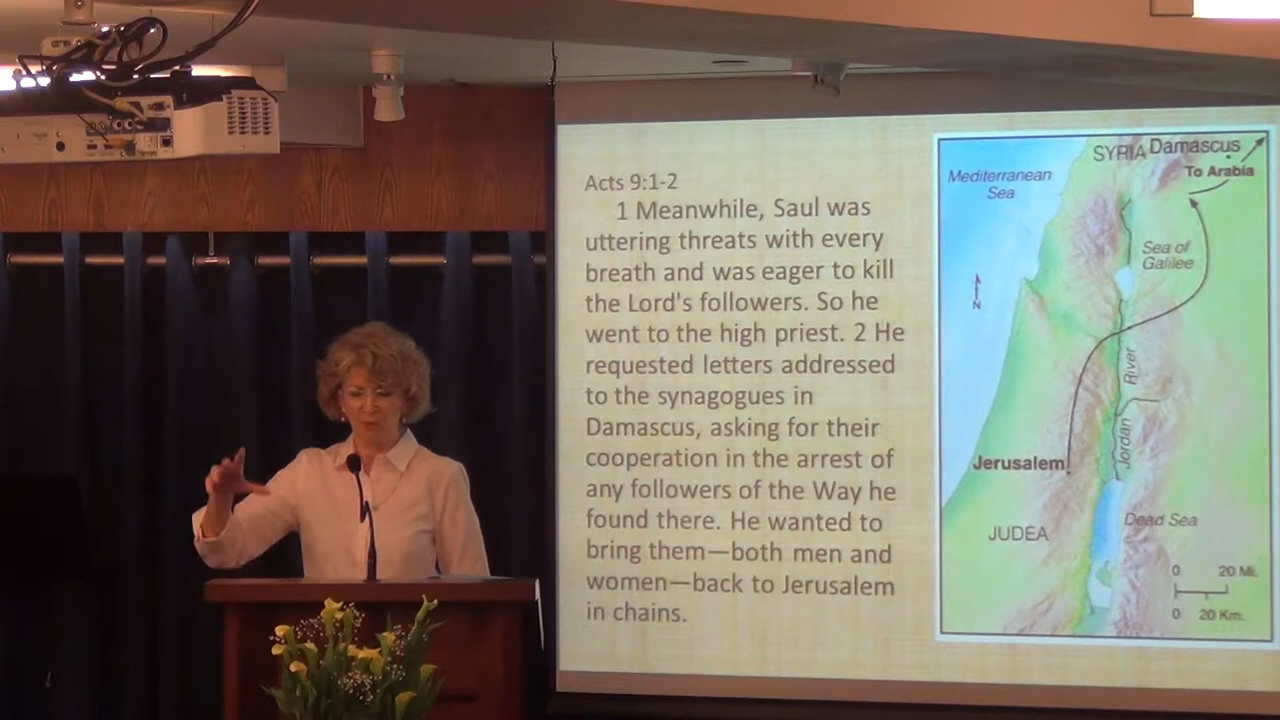 Acts 9:1-2
1 Meanwhile, Saul was
uttering threats with every
breath and was eager to kill
the Lord's followers. So he
went to the high priest. 2 He
requested letters addressed
to the synagogues in
Damascus, asking for their
cooperation in the arrest of
any followers of the Way he
found there. He wanted to
bring them—both men and
women—back to Jerusalem
in chains.
SYRIA
Damascus
To Arabia
Mediterranean
Sea
Sea of
Galilee
N
River
Jordan
Jerusalem
JUDEA
Dead Sea
0 20 Mi.
0 20 Km.